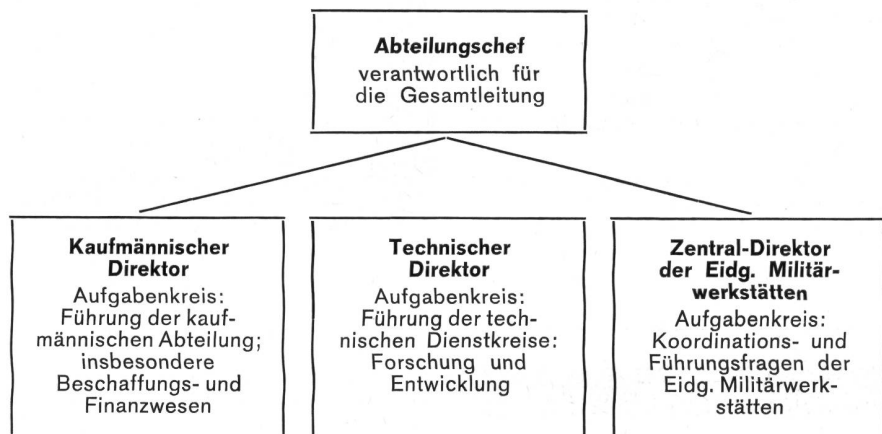 Abteilungschef
verantwortlich für
die Gesamtleitung
Kaufmännischer
Direktor
Aufgabenkreis:
Führung der kauf-
männischen Abteilung;
insbesondere
Beschaffungs- und
Finanzwesen
Technischer
Direktor
Aufgabenkreis:
Führung der tech-
nischen Dienstkreise:
Forschung und
Entwicklung
Zentral-Direktor
der Eidg. Militär-
werkstätten
Aufgabenkreis:
Koordinations- und
Führungsfragen der
Eidg. Militärwerk-
stätten